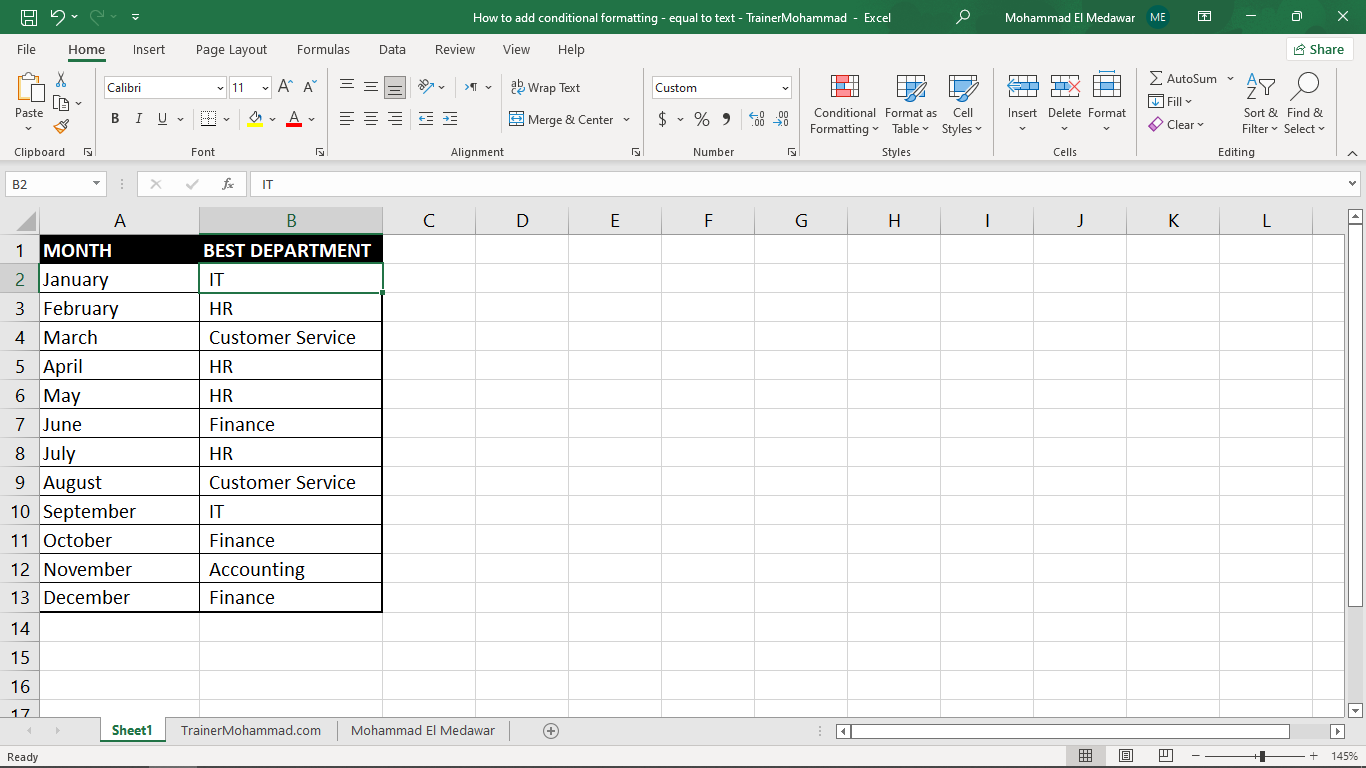 How to add conditional formatting - equal to text - TrainerMohammad - Excel
Mohammad El Medawar ME
File Home Insert Page Layout Formulas Data Review View Help Share
Paste
Clipboard
Calibri 11
B I U A
Font
ab Wrap Text
Merge & Center
Alignment
Custom
$ % 9
Number
Conditional Formatting
Format as Table
Cell Styles
Styles
Insert Delete Format
Cells
AutoSum
Fill
Clear
Sort & Filter
Find & Select
Editing
B2 fx IT
A B C D E F G H I J K L
1 MONTH BEST DEPARTMENT
2 January IT
3 February HR
4 March Customer Service
5 April HR
6 May HR
7 June Finance
8 July HR
9 August Customer Service
10 September IT
11 October Finance
12 November Accounting
13 December Finance
14
15
16
17
Sheet1 TrainerMohammad.com Mohammad El Medawar
Ready 145%